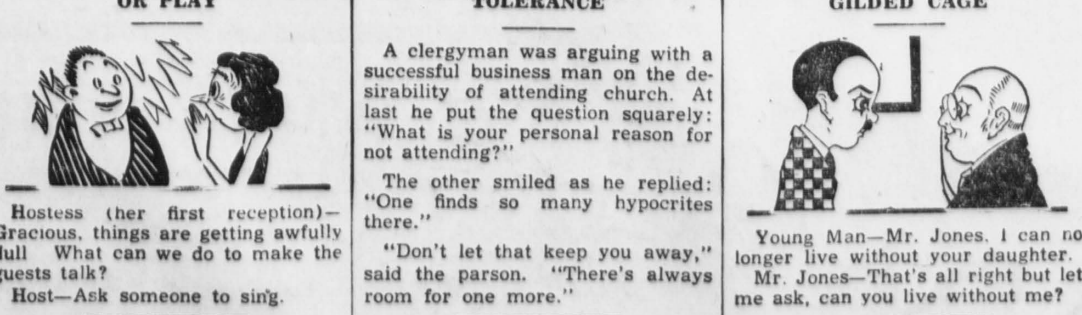 OR PLAY
Hostess (her first reception)—
Gracious, things are getting awfully
dull What can we do to make the
guests talk?
Host—Ask someone to sing.
TOLERANCE
A clergyman was arguing with a
successful business man on the de-
sirability of attending church. At
last he put the question squarely:
"What is your personal reason for
not attending?"
The other smiled as he replied:
"One finds so many hypocrites
there."
"Don't let that keep you away,"
said the parson. "There's always
room for one more."
GILDED CAGE
Young Man—Mr. Jones, I can no
longer live without your daughter.
Mr. Jones—That's all right but let
me ask, can you live without me?